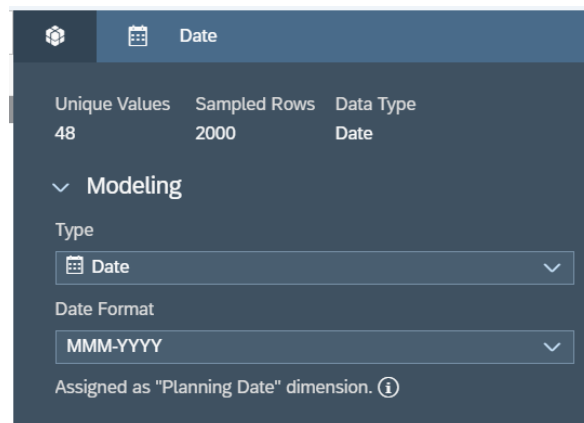 Date
Unique Values Sampled Rows Data Type
48 2000 Date
Modeling
Type
Date
Date Format
MMM-YYYY
Assigned as "Planning Date" dimension.